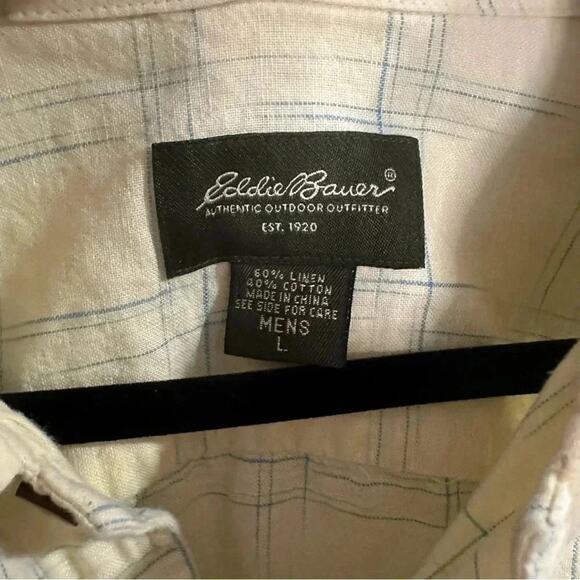 Eddie Bauer®
AUTHENTIC OUTDOOR OUTFITTER
EST. 1920
60% LINEN
40% COTTON
MADE IN CHINA
SEE SIDE FOR CARE
MENS
L